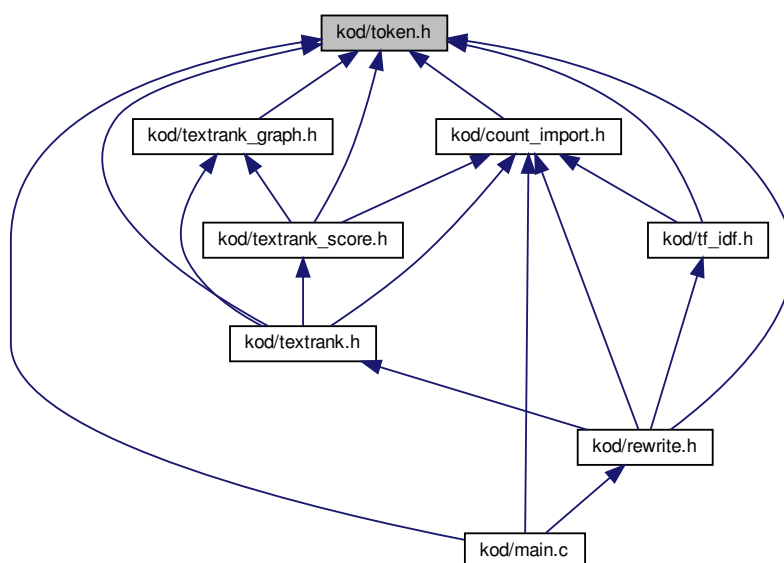 kod/token.h
kod/textrank_graph.h
kod/count_import.h
kod/textrank_score.h
kod/tf_idf.h
kod/textrank.h
kod/rewrite.h
kod/main.c